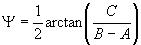 Ψ = 1/2 arctan(C/(B − A))